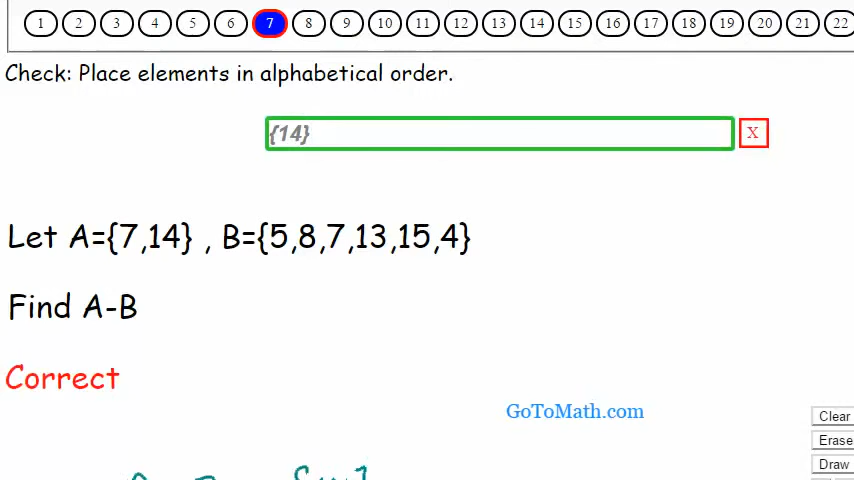 1 2 3 4 5 6 7 8 9 10 11 12 13 14 15 16 17 18 19 20 21 22
Check: Place elements in alphabetical order.
{14} X
Let A={7,14} , B={5,8,7,13,15,4}
Find A-B
Correct
GoToMath.com
Clear
Erase
Draw